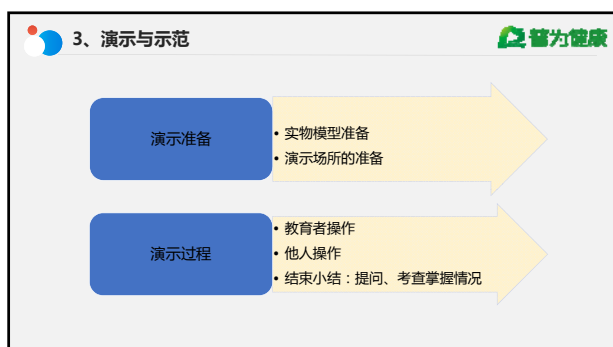 3、演示与示范
普为健康
演示准备
• 实物模型准备
• 演示场所的准备
演示过程
• 教育者操作
• 他人操作
• 结束小结：提问、考查掌握情况